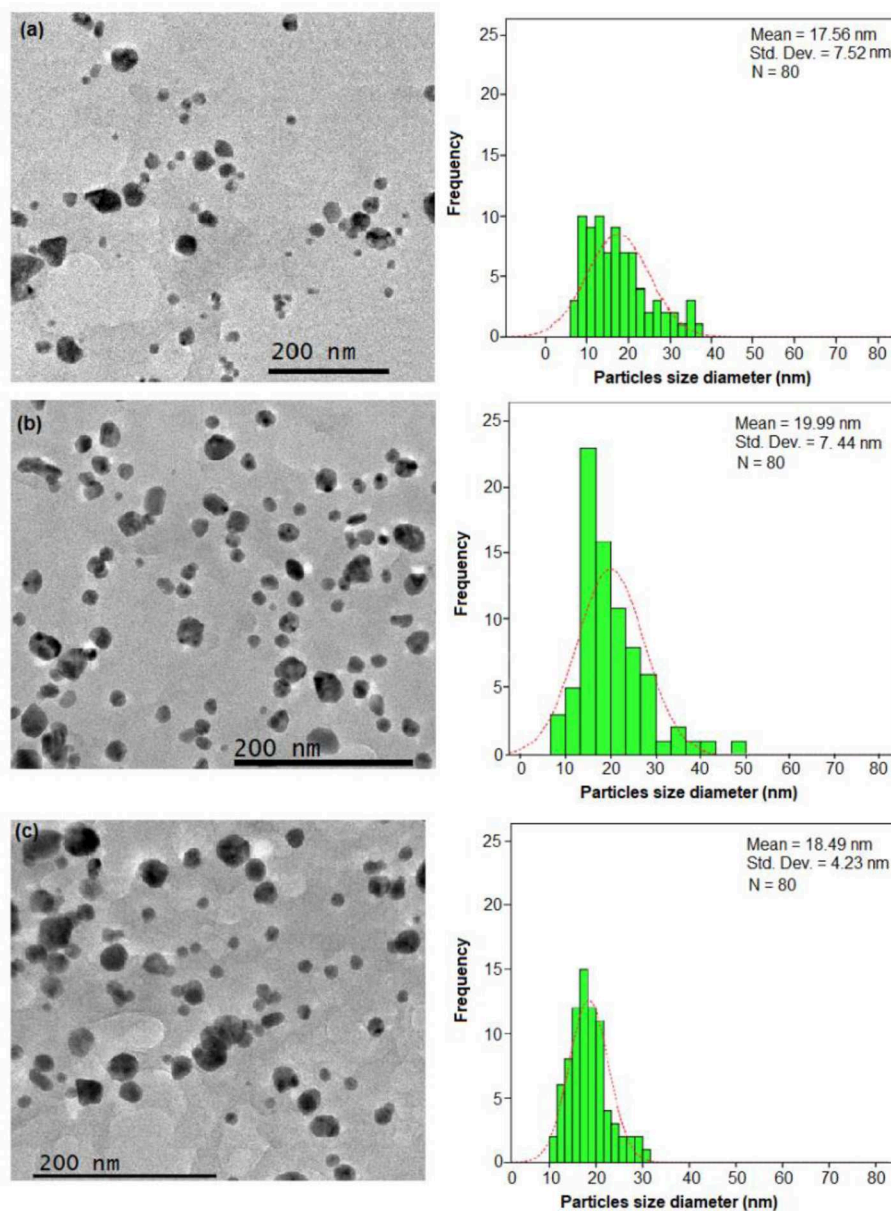 (a)
200 nm
Mean = 17.56 nm
Std. Dev. = 7.52 nm
N = 80
Frequency
25
20
15
10
5
0
0 10 20 30 40 50 60 70 80
Particles size diameter (nm)
(b)
200 nm
Mean = 19.99 nm
Std. Dev. = 7. 44 nm
N = 80
Frequency
25
20
15
10
5
0
0 10 20 30 40 50 60 70 80
Particles size diameter (nm)
(c)
200 nm
Mean = 18.49 nm
Std. Dev. = 4.23 nm
N = 80
Frequency
25
20
15
10
5
0
0 10 20 30 40 50 60 70 80
Particles size diameter (nm)